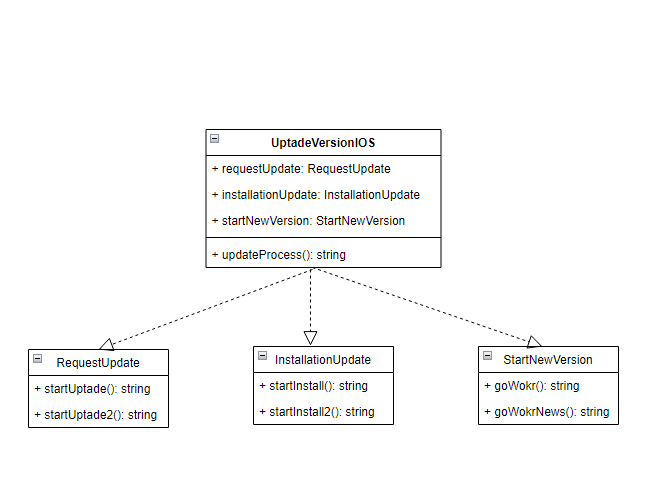 UptadeVersionIOS
+ requestUpdate: RequestUpdate
+ installationUpdate: InstallationUpdate
+ startNewVersion: StartNewVersion
+ updateProcess(): string
RequestUpdate
+ startUptade(): string
+ startUptade2(): string
InstallationUpdate
+ startInstall(): string
+ startInstall2(): string
StartNewVersion
+ goWokr(): string
+ goWokrNews(): string